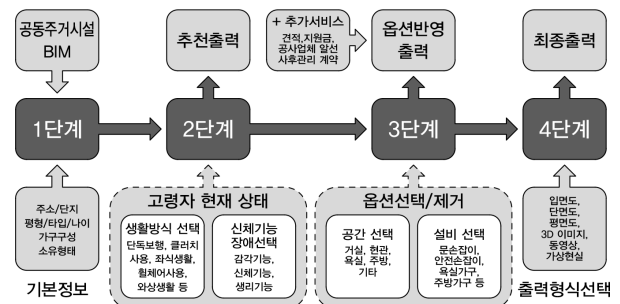 공동주거시설
BIM
추천출력
+ 추가서비스
견적,지원금,
공사업체 알선
사후관리 계약
옵션반영
출력
최종출력
1단계
2단계
3단계
4단계
주소/단지
평형/타입/나이
가구구성
소유형태
기본정보
고령자 현재 상태
생활방식 선택
단독보행, 클러치
사용, 좌식생활,
휠체어사용,
와상생활 등
신체기능
장애선택
감각기능,
신체기능,
생리기능
옵션선택/제거
공간 선택
거실, 현관,
욕실, 주방,
기타
설비 선택
문손잡이,
안전손잡이,
욕실가구,
주방가구 등
입면도,
단면도,
평면도,
3D 이미지,
동영상,
가상현실
출력형식선택